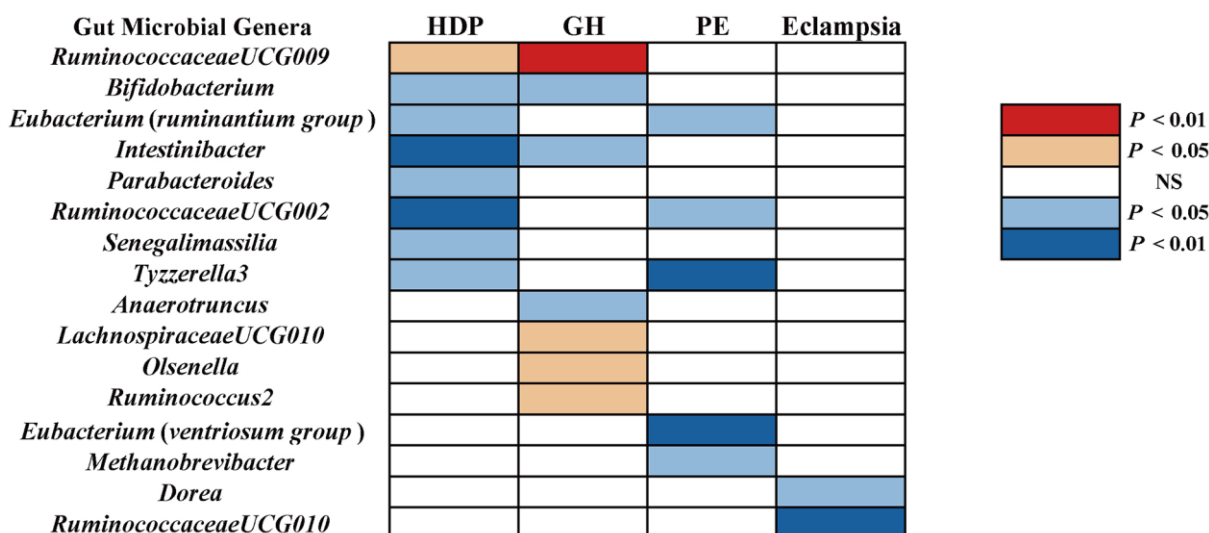 Gut Microbial Genera HDP GH PE Eclampsia
RuminococcaceaeUCG009
Bifidobacterium
Eubacterium (ruminantium group)
Intestinibacter
Parabacteroides
RuminococcaceaeUCG002
Senegalimassilia
Tyzzerella3
Anaerotruncus
LachnospiraceaeUCG010
Olsenella
Ruminococcus2
Eubacterium (ventriosum group)
Methanobrevibacter
Dorea
RuminococcaceaeUCG010
P < 0.01
P < 0.05
NS
P < 0.05
P < 0.01